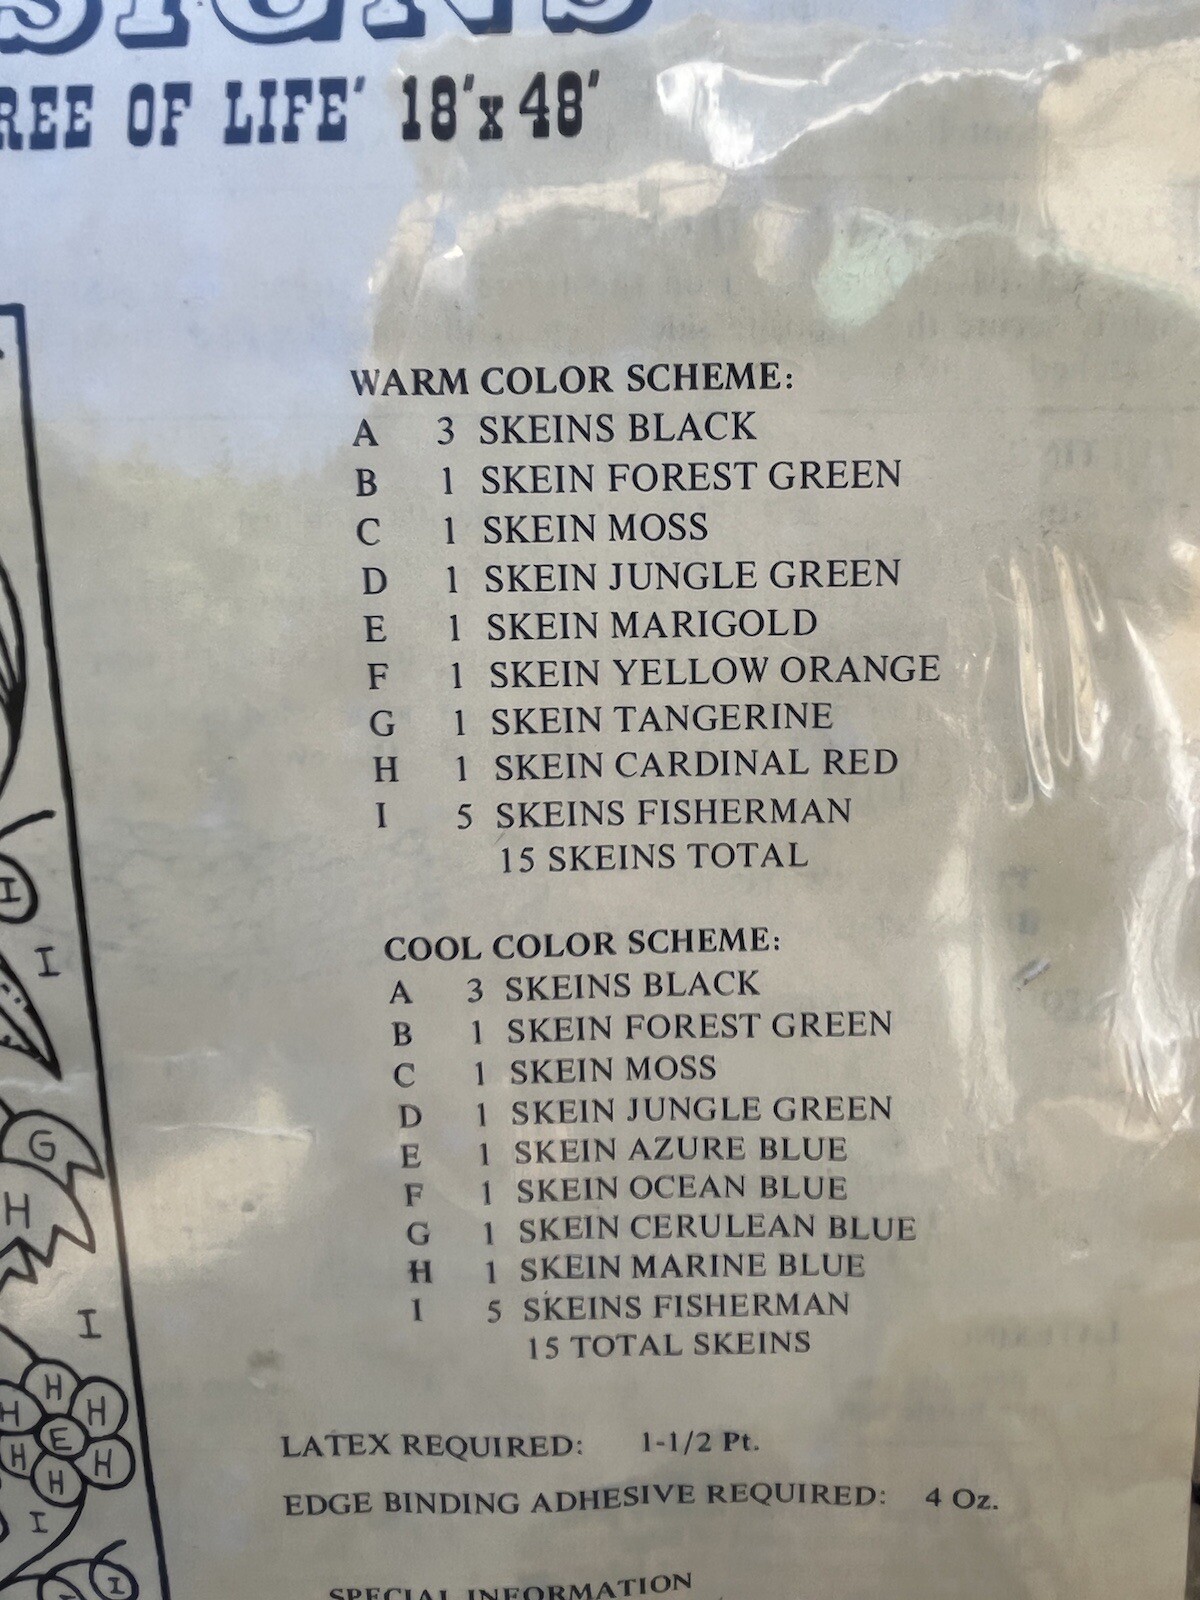 SIGNS
REE OF LIFE' 18"x 48"
WARM COLOR SCHEME:
A 3 SKEINS BLACK
B 1 SKEIN FOREST GREEN
C 1 SKEIN MOSS
D 1 SKEIN JUNGLE GREEN
E 1 SKEIN MARIGOLD
F 1 SKEIN YELLOW ORANGE
G 1 SKEIN TANGERINE
H 1 SKEIN CARDINAL RED
I 5 SKEINS FISHERMAN
15 SKEINS TOTAL
COOL COLOR SCHEME:
A 3 SKEINS BLACK
B 1 SKEIN FOREST GREEN
C 1 SKEIN MOSS
D 1 SKEIN JUNGLE GREEN
E 1 SKEIN AZURE BLUE
F 1 SKEIN OCEAN BLUE
G 1 SKEIN CERULEAN BLUE
H 1 SKEIN MARINE BLUE
I 5 SKEINS FISHERMAN
15 TOTAL SKEINS
LATEX REQUIRED: 1-1/2 Pt.
EDGE BINDING ADHESIVE REQUIRED: 4 Oz.
SPECIAL INFORMATION
I
I
G
H
I
H
H H
E
H H
H
I
I